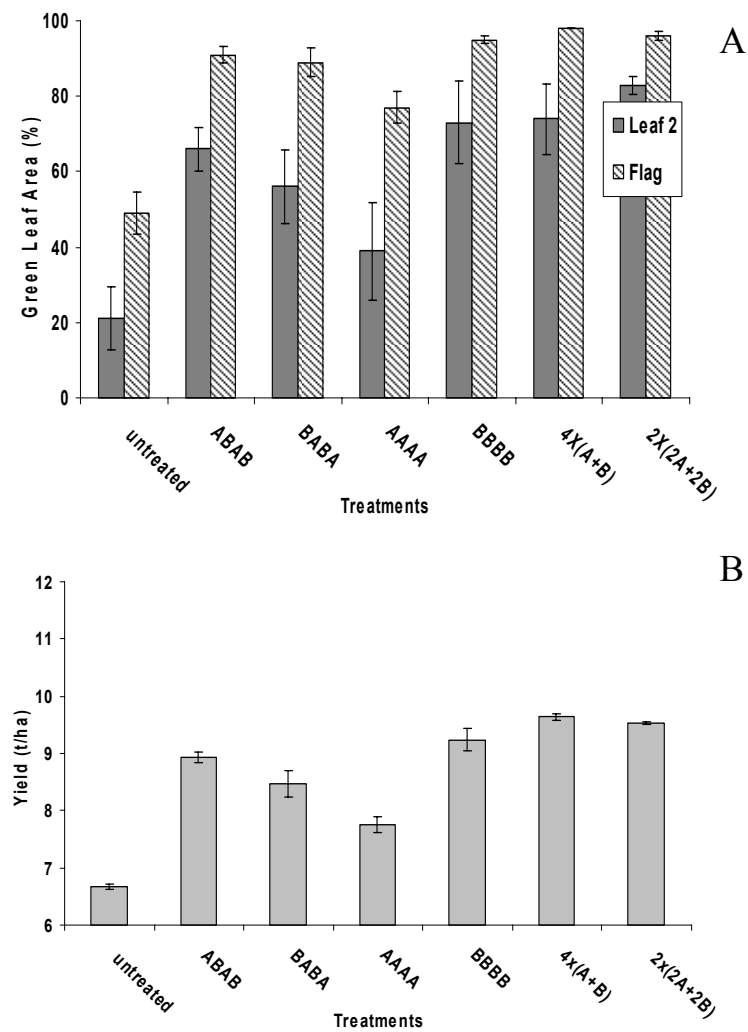 A
100
80
60
40
20
0
Green Leaf Area (%)
Leaf 2
Flag
untreated
ABAB
BABA
AAAA
BBBB
4X(A+B)
2X(2A+2B)
Treatments
B
12
11
10
9
8
7
6
Yield (t/ha)
untreated
ABAB
BABA
AAAA
BBBB
4x(A+B)
2x(2A+2B)
Treatments